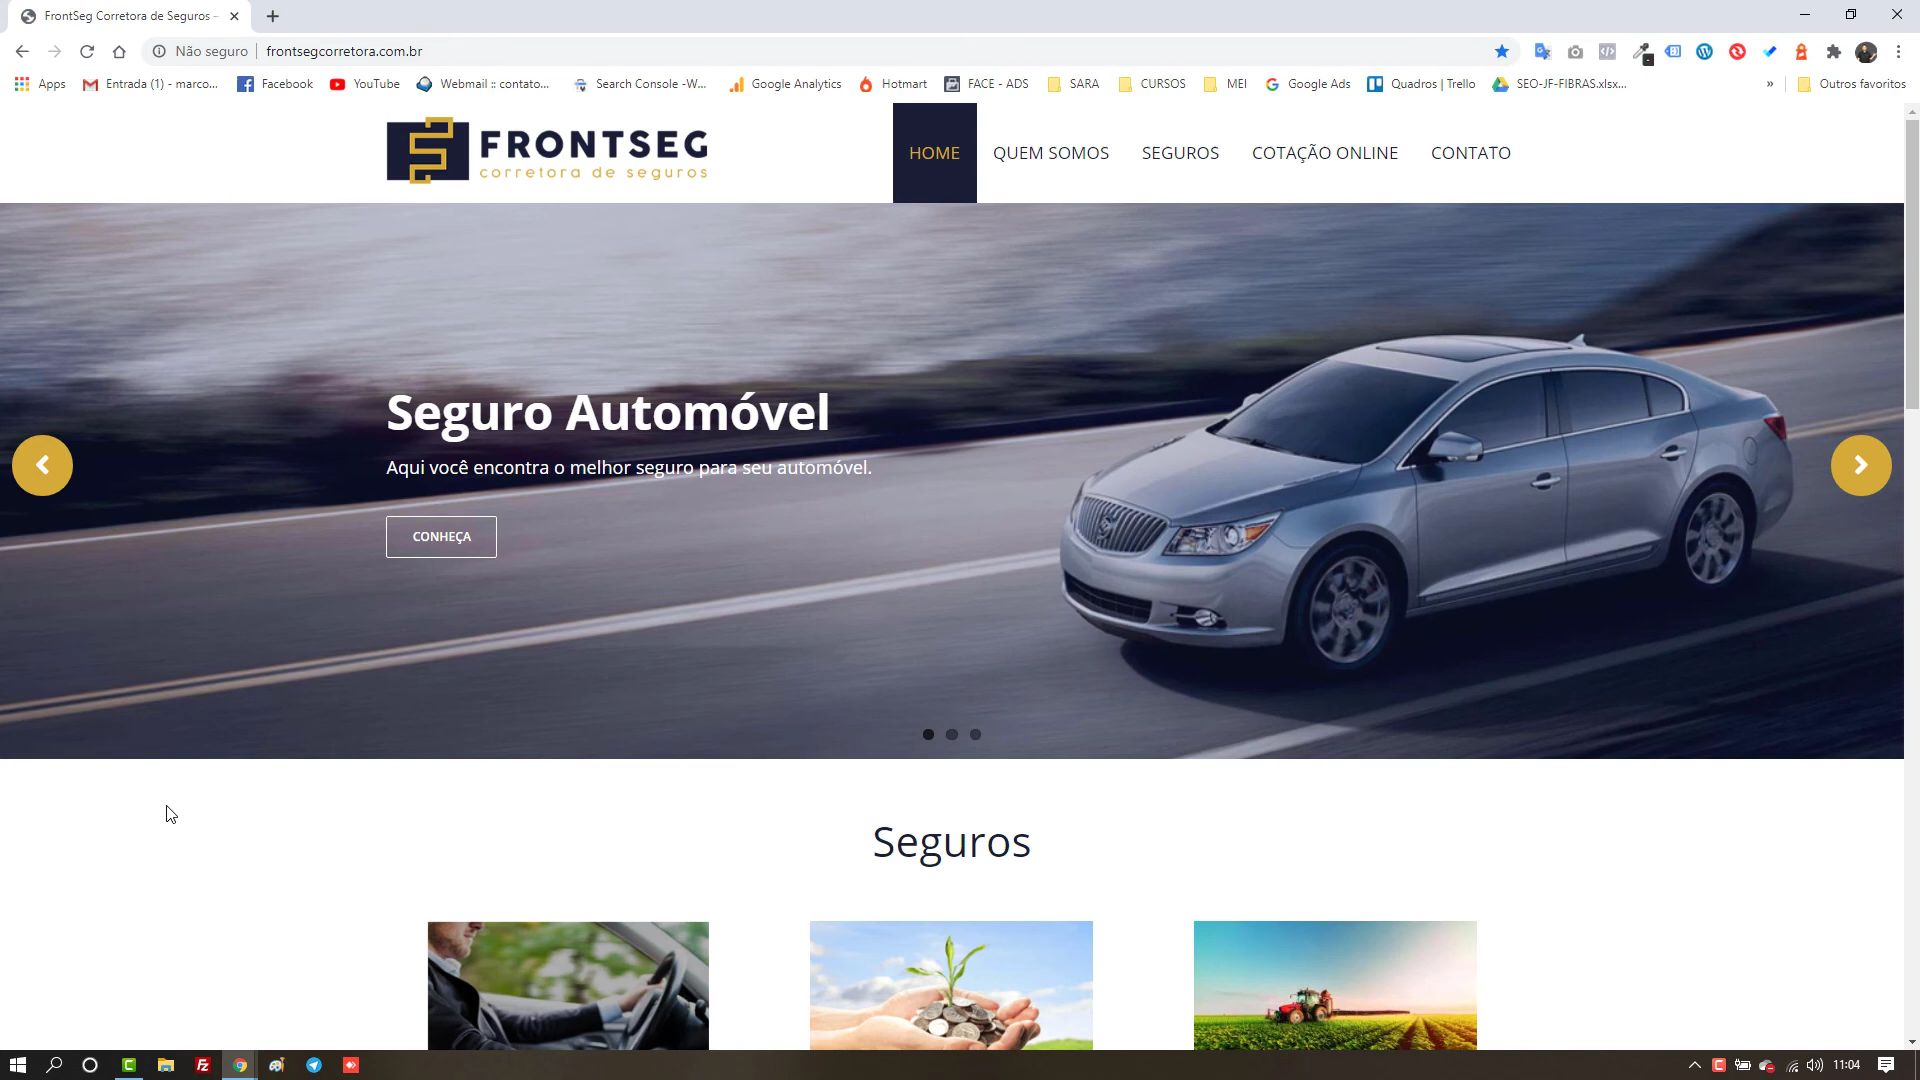 FrontSeg Corretora de Seguros -
Não seguro
frontsegcorretora.com.br
Apps
Entrada (1) - marco...
Facebook
YouTube
Webmail :: contato...
Search Console -W...
Google Analytics
Hotmart
FACE - ADS
SARA
CURSOS
MEI
Google Ads
Quadros | Trello
SEO-JF-FIBRAS.xlsx...
»
Outros favoritos
FRONTSEG
corretora de seguros
HOME
QUEM SOMOS
SEGUROS
COTAÇÃO ONLINE
CONTATO
Seguro Automóvel
Aqui você encontra o melhor seguro para seu automóvel.
CONHEÇA
Seguros
11:04